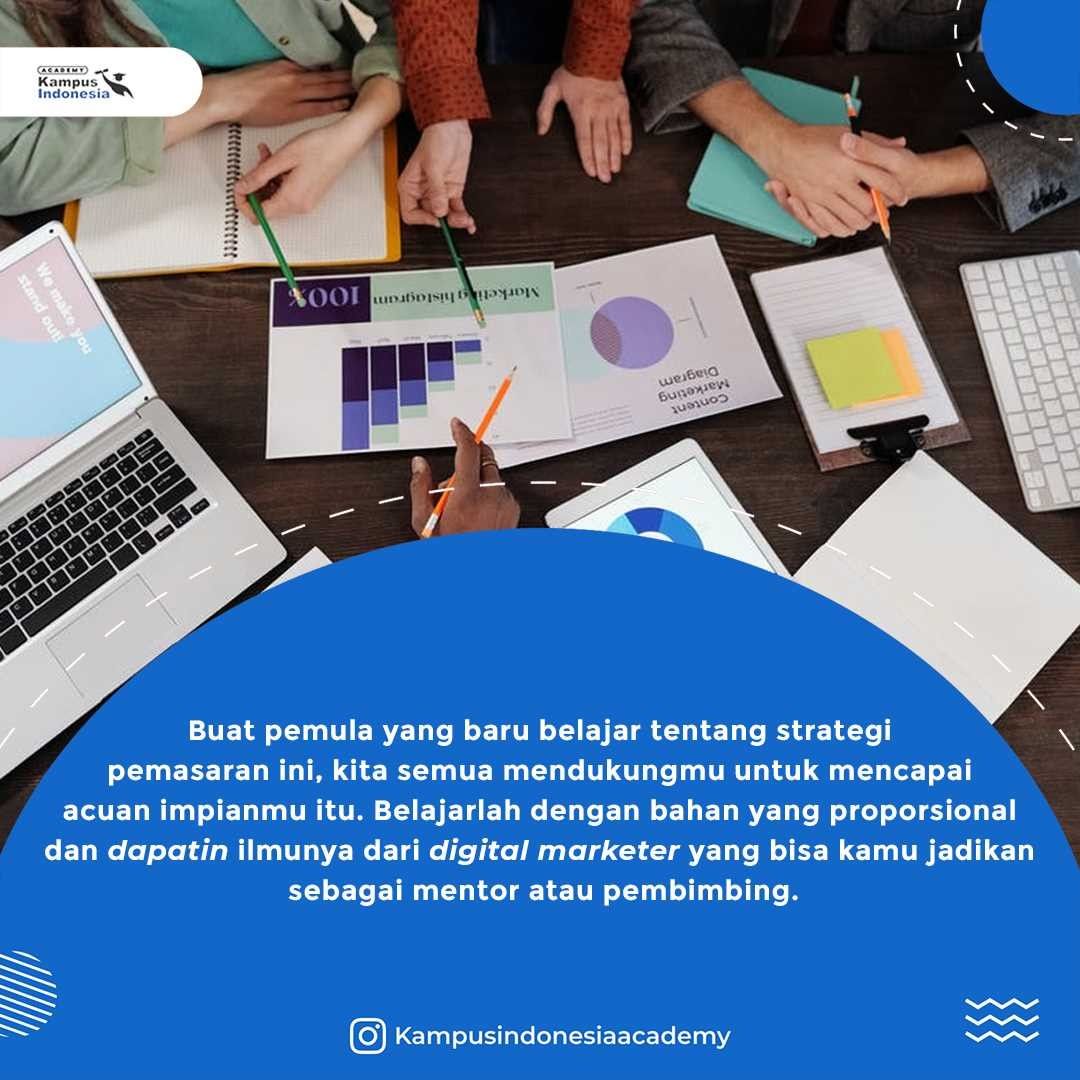 ACADEMY
Kampus
Indonesia
We make you
stand out!
100%
Marketing histagram
Content
Marketing
Diagram
Buat pemula yang baru belajar tentang strategi
pemasaran ini, kita semua mendukungmu untuk mencapai
acuan impianmu itu. Belajarlah dengan bahan yang proporsional
dan dapatin ilmunya dari digital marketer yang bisa kamu jadikan
sebagai mentor atau pembimbing.
Kampusindonesiaacademy